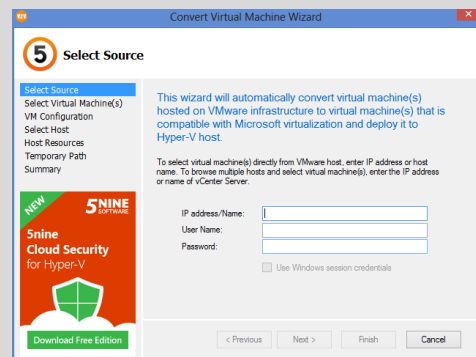 V2V
Convert Virtual Machine Wizard
5 Select Source
Select Source
Select Virtual Machine(s)
VM Configuration
Select Host
Host Resources
Temporary Path
Summary
This wizard will automatically convert virtual machine(s)
hosted on VMware infrastructure to virtual machine(s) that is
compatible with Microsoft virtualization and deploy it to
Hyper-V host.
To select virtual machine(s) directly from VMware host, enter IP address or host
name. To browse multiple hosts and select virtual machine(s), enter the IP address
or name of vCenter Server.
IP address/Name:
User Name:
Password:
Use Windows session credentials
NEW
5NINE
SOFTWARE
5nine
Cloud Security
for Hyper-V
Download Free Edition
< Previous
Next >
Finish
Cancel